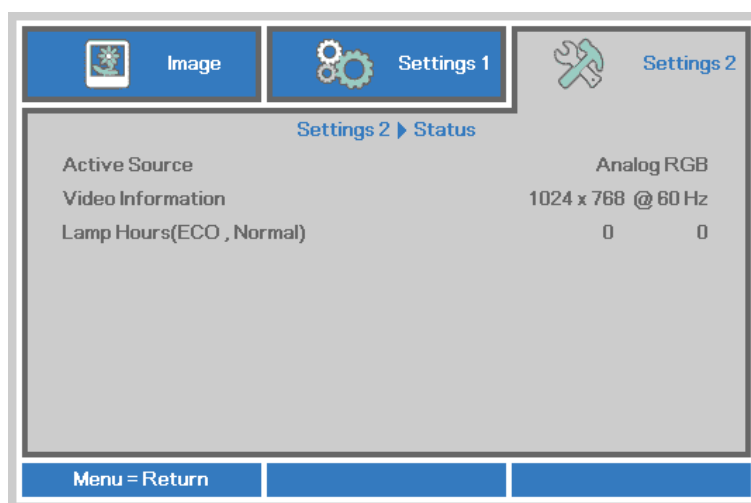 Image Settings 1 Settings 2
Settings 2 Status
Active Source Analog RGB
Video Information 1024 x 768 @ 60 Hz
Lamp Hours(ECO , Normal) 0 0
Menu = Return